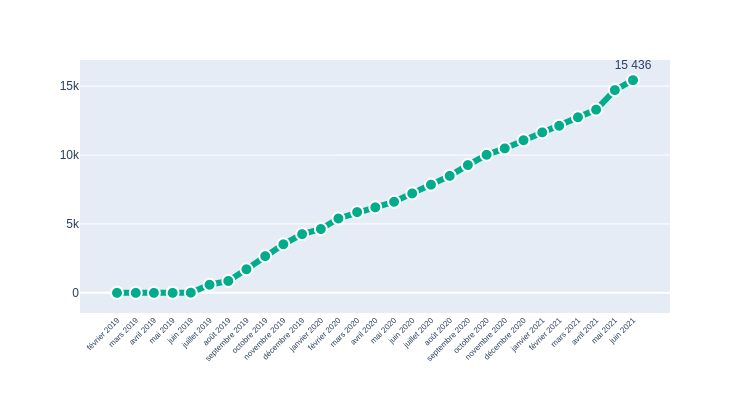 15 436
15k
10k
5k
0
février 2019
mars 2019
avril 2019
mai 2019
juin 2019
juillet 2019
août 2019
septembre 2019
octobre 2019
novembre 2019
décembre 2019
janvier 2020
février 2020
mars 2020
avril 2020
mai 2020
juin 2020
juillet 2020
août 2020
septembre 2020
octobre 2020
novembre 2020
décembre 2020
janvier 2021
février 2021
mars 2021
avril 2021
mai 2021
juin 2021